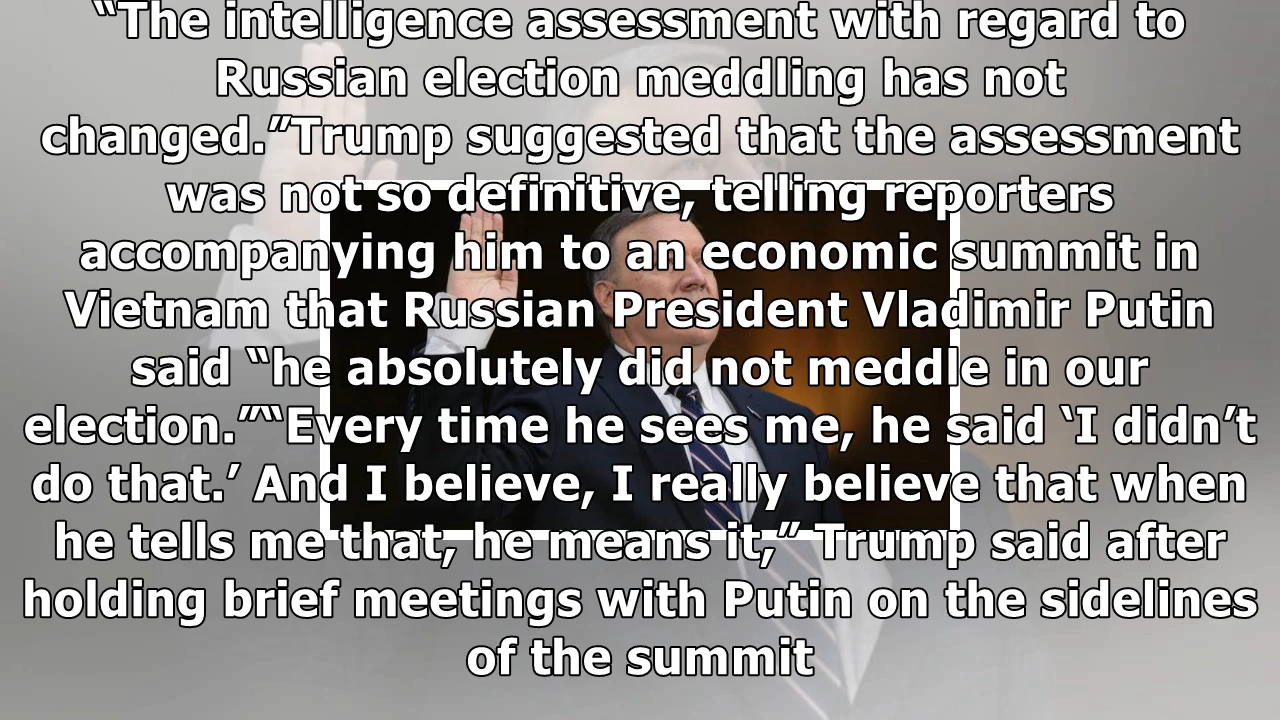 “The intelligence assessment with regard to
Russian election meddling has not
changed.”Trump suggested that the assessment
was not so definitive, telling reporters
accompanying him to an economic summit in
Vietnam that Russian President Vladimir Putin
said “he absolutely did not meddle in our
election.”“Every time he sees me, he said ‘I didn’t
do that.’ And I believe, I really believe that when
he tells me that, he means it,” Trump said after
holding brief meetings with Putin on the sidelines
of the summit